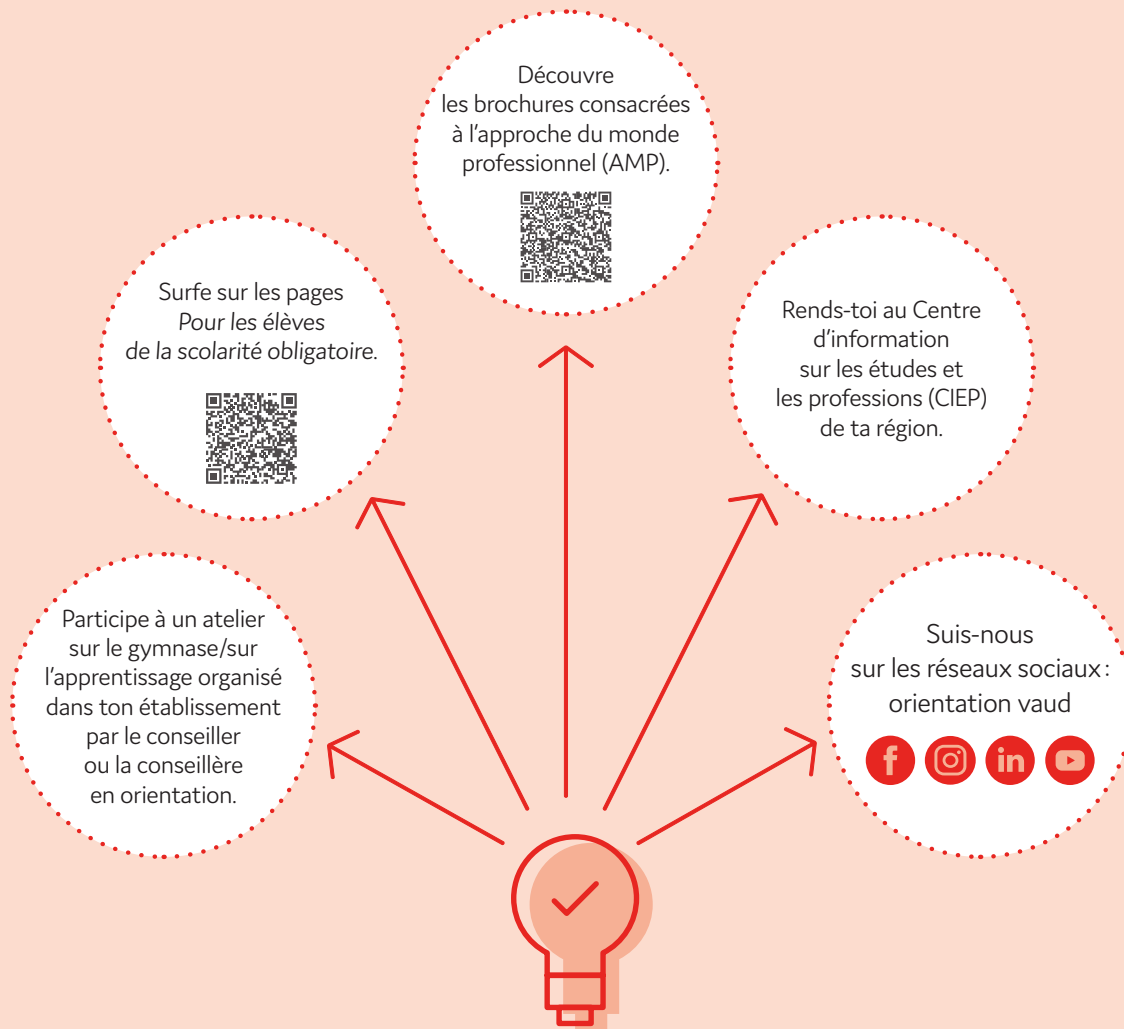 Découvre
les brochures consacrées
à l'approche du monde
professionnel (AMP).
Surfe sur les pages
Pour les élèves
de la scolarité obligatoire.
Rends-toi au Centre
d'information
sur les études et
les professions (CIEP)
de ta région.
Participe à un atelier
sur le gymnase/sur
l'apprentissage organisé
dans ton établissement
par le conseiller
ou la conseillère
en orientation.
Suis-nous
sur les réseaux sociaux :
orientation vaud